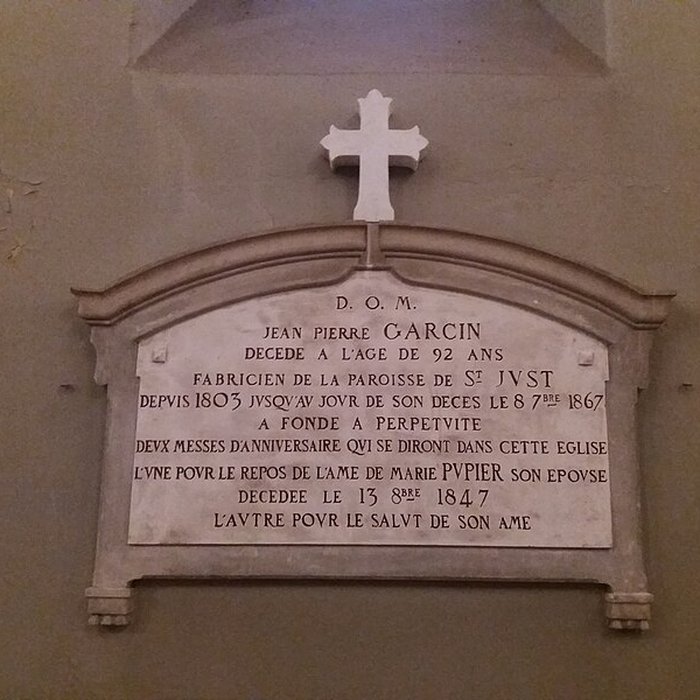 D. O. M.
JEAN PIERRE GARCIN
DECEDE A L'AGE DE 92 ANS
FABRICIEN DE LA PAROISSE DE ST JVST
DEPUIS 1803 JVSQV'AV JOVR DE SON DECES LE 8 7BRE 1867
A FONDE A PERPETVITE
DEVX MESSES D'ANNIVERSAIRE QVI SE DIRONT DANS CETTE EGLISE
L'VNE POVR LE REPOS DE L'AME DE MARIE PVPIER SON EPOVSE
DECEDEE LE 13 8BRE 1847
L'AVTRE POVR LE SALVT DE SON AME